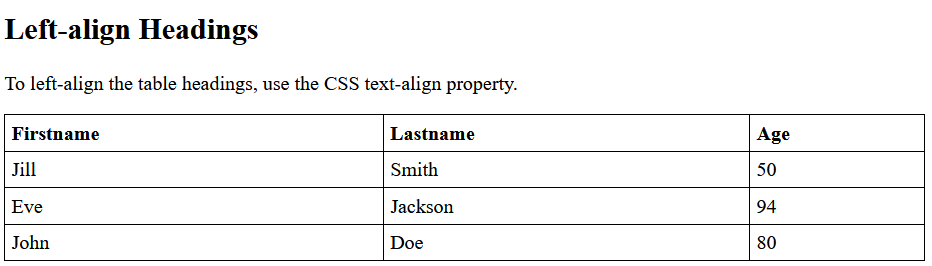 Left-align Headings
To left-align the table headings, use the CSS text-align property.
Firstname Lastname Age
Jill Smith 50
Eve Jackson 94
John Doe 80